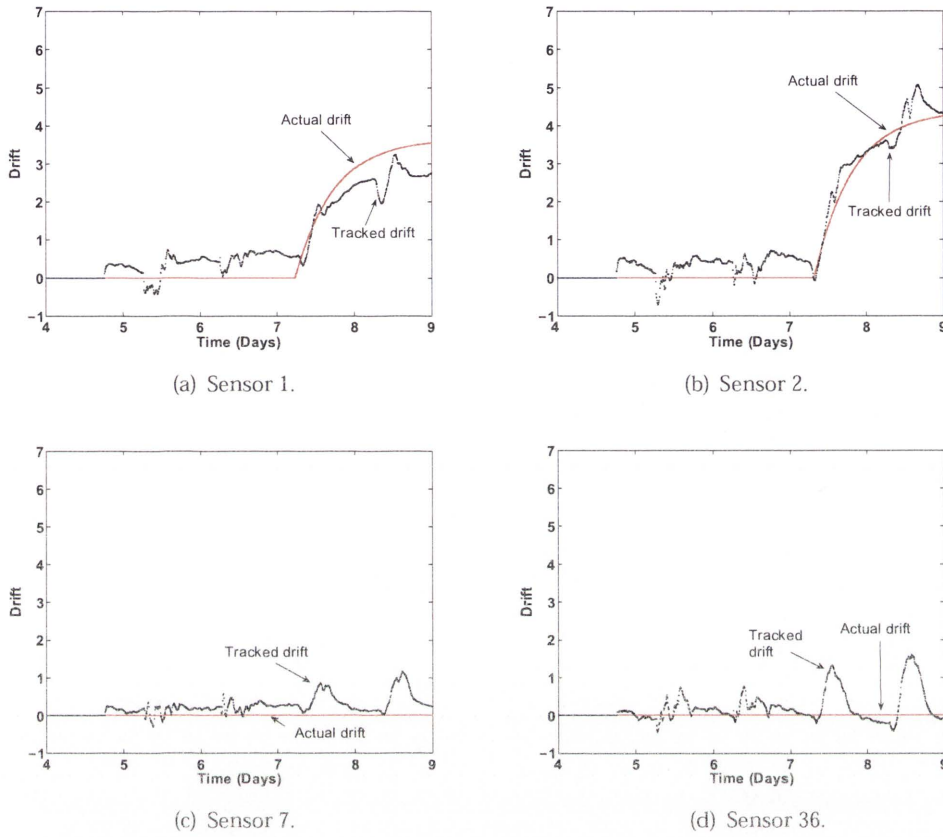 7
6
5
4
3
2
1
0
−1
Drift
Actual drift
Tracked drift
4 5 6 7 8 9
Time (Days)
(a) Sensor 1.
7
6
5
4
3
2
1
0
−1
Drift
Actual drift
Tracked drift
4 5 6 7 8 9
Time (Days)
(b) Sensor 2.
7
6
5
4
3
2
1
0
−1
Drift
Tracked drift
Actual drift
4 5 6 7 8 9
Time (Days)
(c) Sensor 7.
7
6
5
4
3
2
1
0
−1
Drift
Tracked
drift
Actual drift
4 5 6 7 8 9
Time (Days)
(d) Sensor 36.